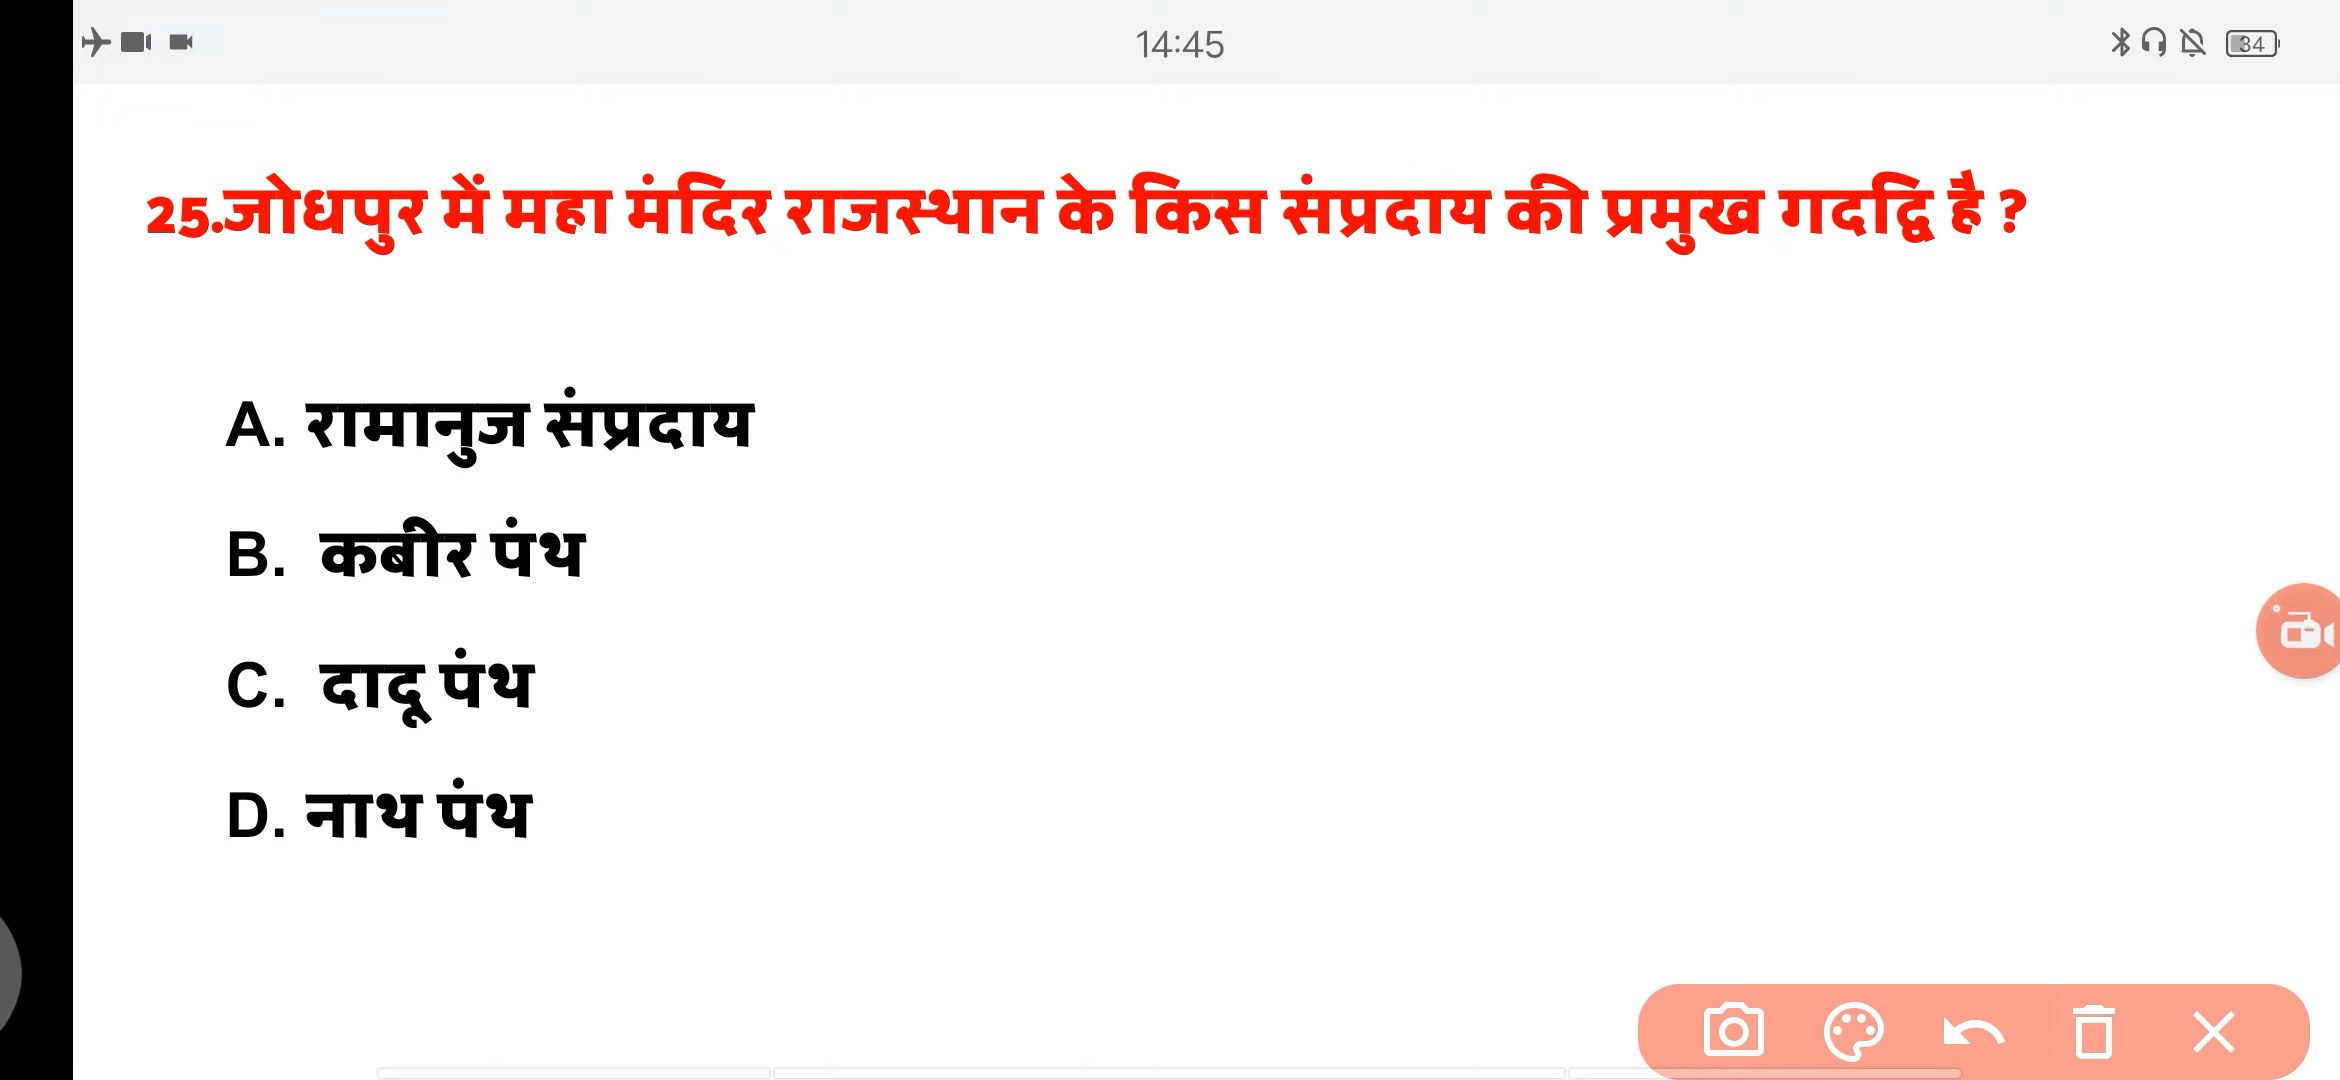 14:45
34
25.जोधपुर में महा मंदिर राजस्थान के किस संप्रदाय की प्रमुख गददि है ?
A. रामानुज संप्रदाय
B. कबीर पंथ
C. दादू पंथ
D. नाथ पंथ